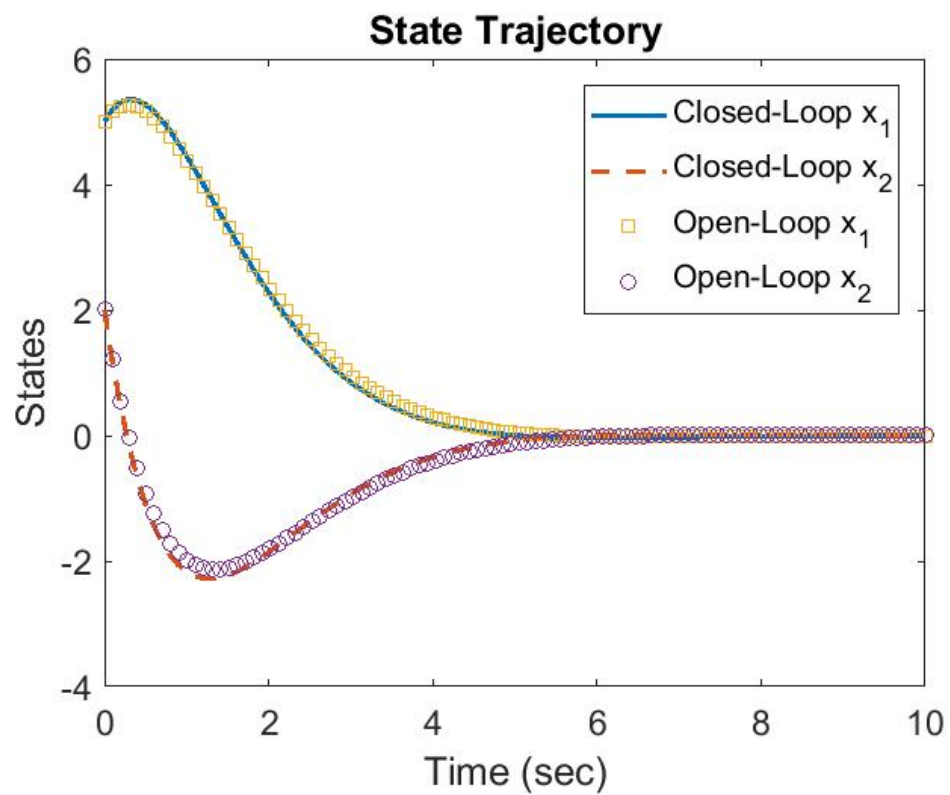 State Trajectory
6
4
2
0
-2
-4
States
Closed-Loop x₁
Closed-Loop x₂
Open-Loop x₁
Open-Loop x₂
0 2 4 6 8 10
Time (sec)